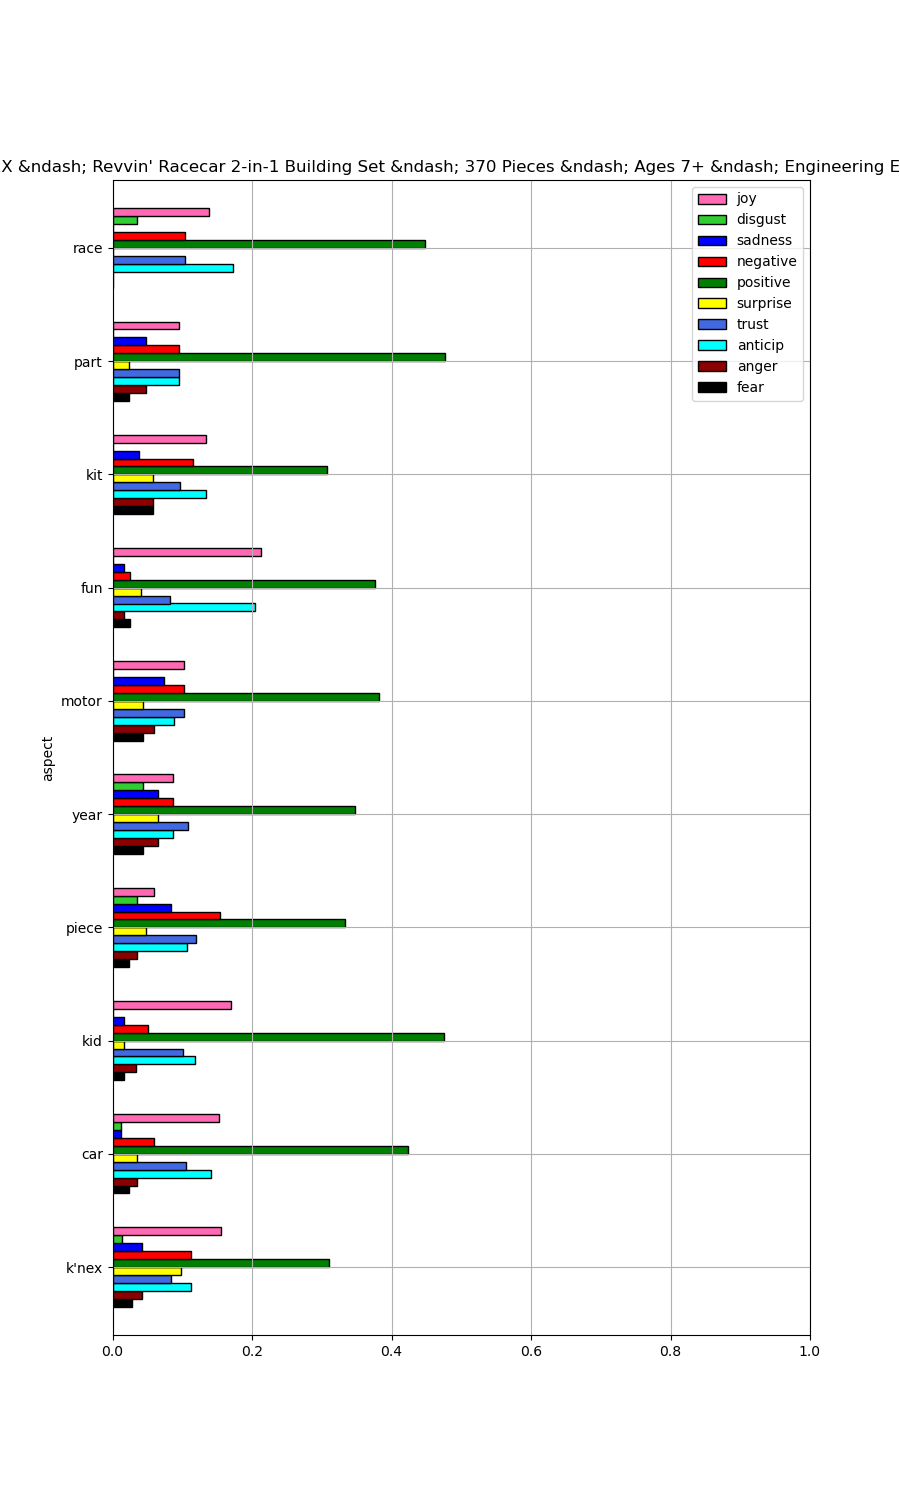 X &ndash; Revvin' Racecar 2-in-1 Building Set &ndash; 370 Pieces &ndash; Ages 7+ &ndash; Engineering E
joy
disgust
sadness
negative
positive
surprise
trust
anticip
anger
fear
race
part
kit
fun
motor
year
piece
kid
car
k'nex
aspect
0.0 0.2 0.4 0.6 0.8 1.0